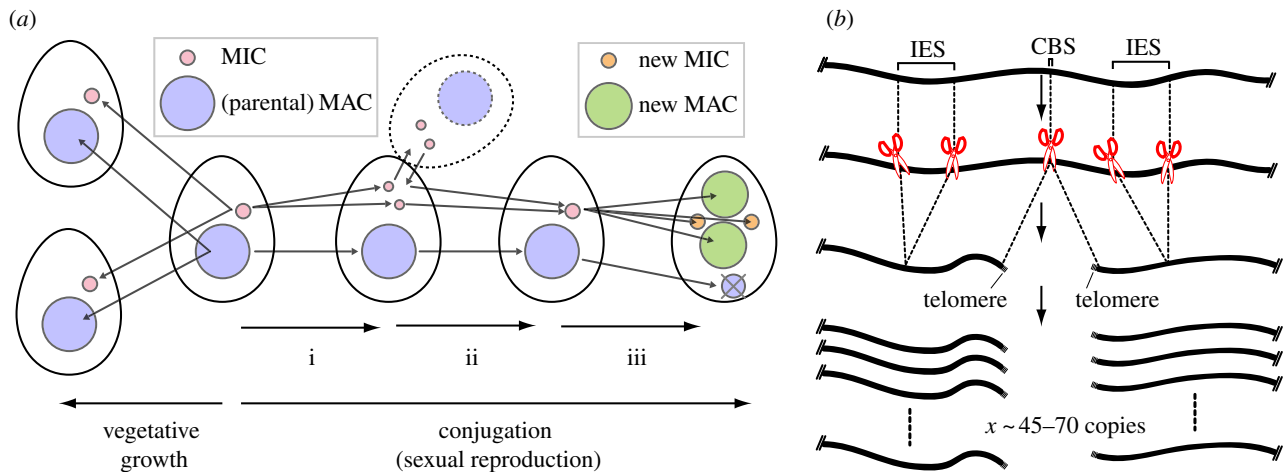 (a)
MIC
(parental) MAC
new MIC
new MAC
i
ii
iii
vegetative
growth
conjugation
(sexual reproduction)
(b)
IES
CBS
IES
telomere
telomere
x ~ 45–70 copies